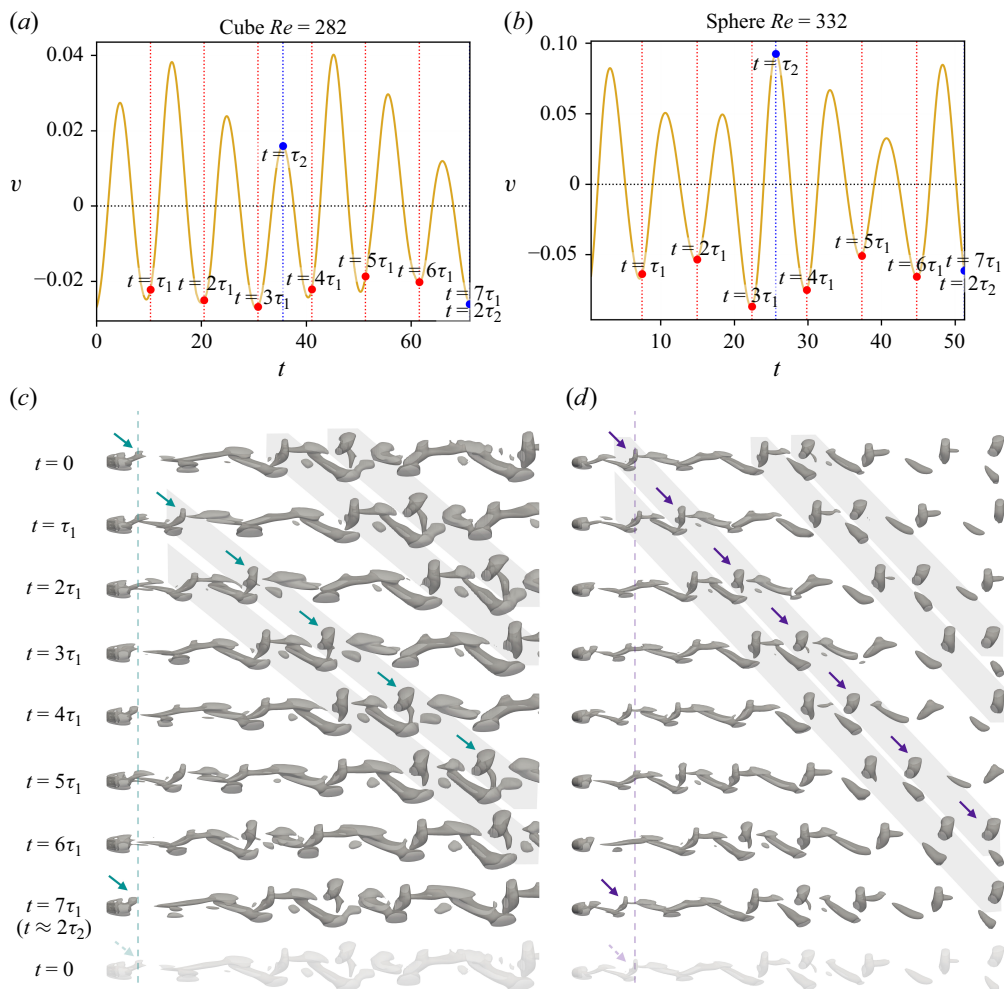 (a)
Cube Re = 282
0.04
0.02
0
−0.02
v
t = τ₁
t = 2τ₁
t = 3τ₁
t = τ₂
t = 4τ₁
t = 5τ₁
t = 6τ₁
t = 7τ₁
t = 2τ₂
0
20
40
60
t
(b)
Sphere Re = 332
0.10
0.05
0
−0.05
v
t = τ₁
t = 2τ₁
t = 3τ₁
t = τ₂
t = 4τ₁
t = 5τ₁
t = 6τ₁
t = 7τ₁
t = 2τ₂
10
20
30
40
50
t
(c)
(d)
t = 0
t = τ₁
t = 2τ₁
t = 3τ₁
t = 4τ₁
t = 5τ₁
t = 6τ₁
t = 7τ₁
(t ≈ 2τ₂)
t = 0